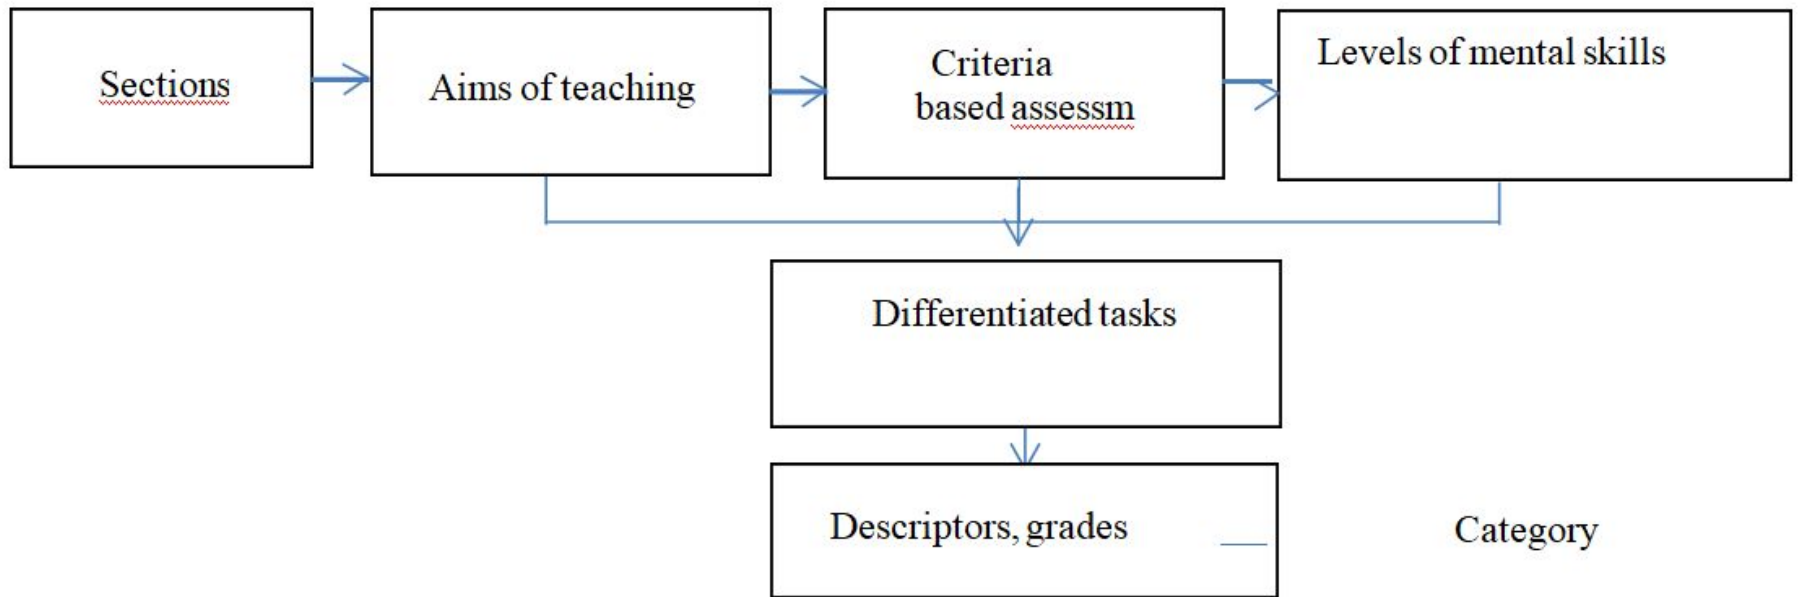 Sections
Aims of teaching
Criteria
based assessm
Levels of mental skills
Differentiated tasks
Descriptors, grades
Category